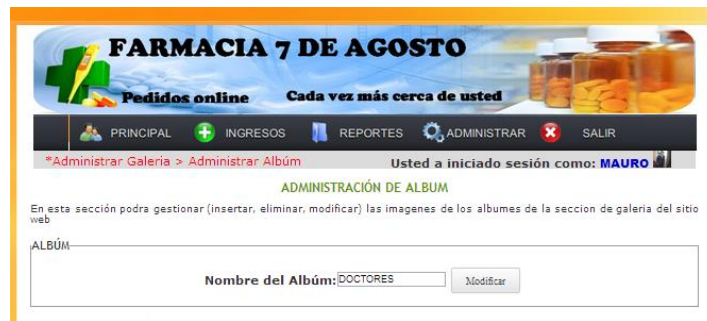 FARMACIA 7 DE AGOSTO
Pedidos online Cada vez más cerca de usted
PRINCIPAL INGRESOS REPORTES ADMINISTRAR SALIR
*Administrar Galeria > Administrar Albúm Usted a iniciado sesión como: MAURO
ADMINISTRACIÓN DE ALBUM
En esta sección podra gestionar (insertar, eliminar, modificar) las imagenes de los albumes de la seccion de galeria del sitio
web
ALBÚM
Nombre del Albúm: DOCTORES Modificar